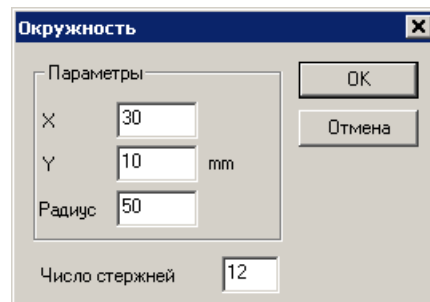 Окружность
Параметры
X 30
Y 10 mm
Радиус 50
OK
Отмена
Число стержней 12